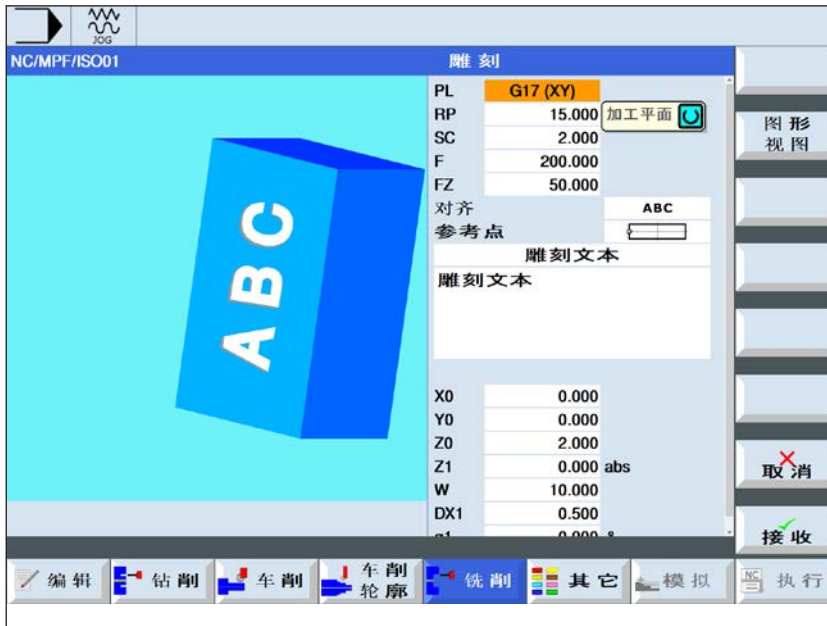 JOG
NC/MPF/ISO01
雕刻
PL G17 (XY)
RP 15.000 加工平面
SC 2.000
F 200.000
FZ 50.000
对齐 ABC
参考点
雕刻文本
雕刻文本
X0 0.000
Y0 0.000
Z0 2.000
Z1 0.000 abs
W 10.000
DX1 0.500
α1 0.000 °
ABC
图形
视图
取消
接收
编辑
钻削
车削
车削
轮廓
铣削
其它
模拟
NC
执行